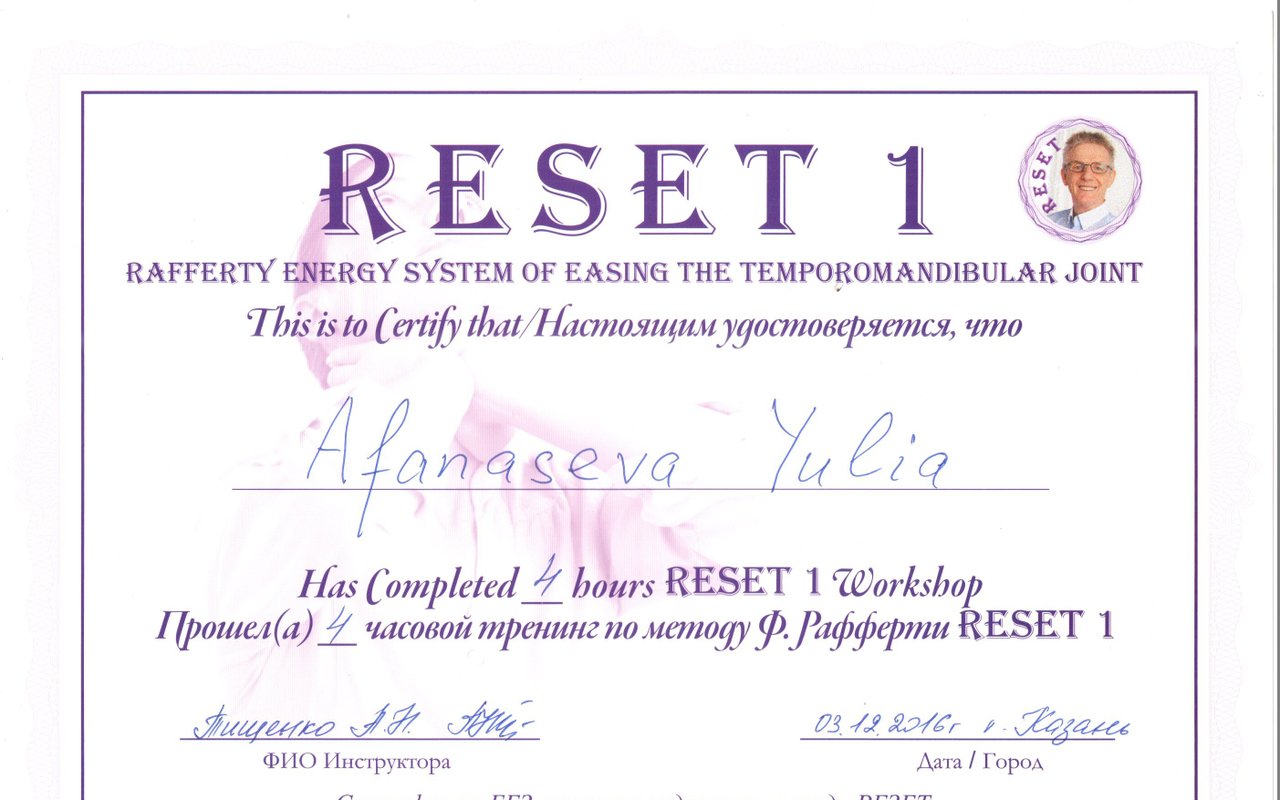 RESET 1
RESET
RAFFERTY ENERGY SYSTEM OF EASING THE TEMPOROMANDIBULAR JOINT
This is to Certify that/Настоящим удостоверяется, что
Afanaseva Yulia
Has Completed 4 hours RESET 1 Workshop
Прошел(а) 4 часовой тренинг по методу Ф. Рафферти RESET 1
Тищенко Т.Н.
03.12.2016г г. Казань
ФИО Инструктора
Дата / Город